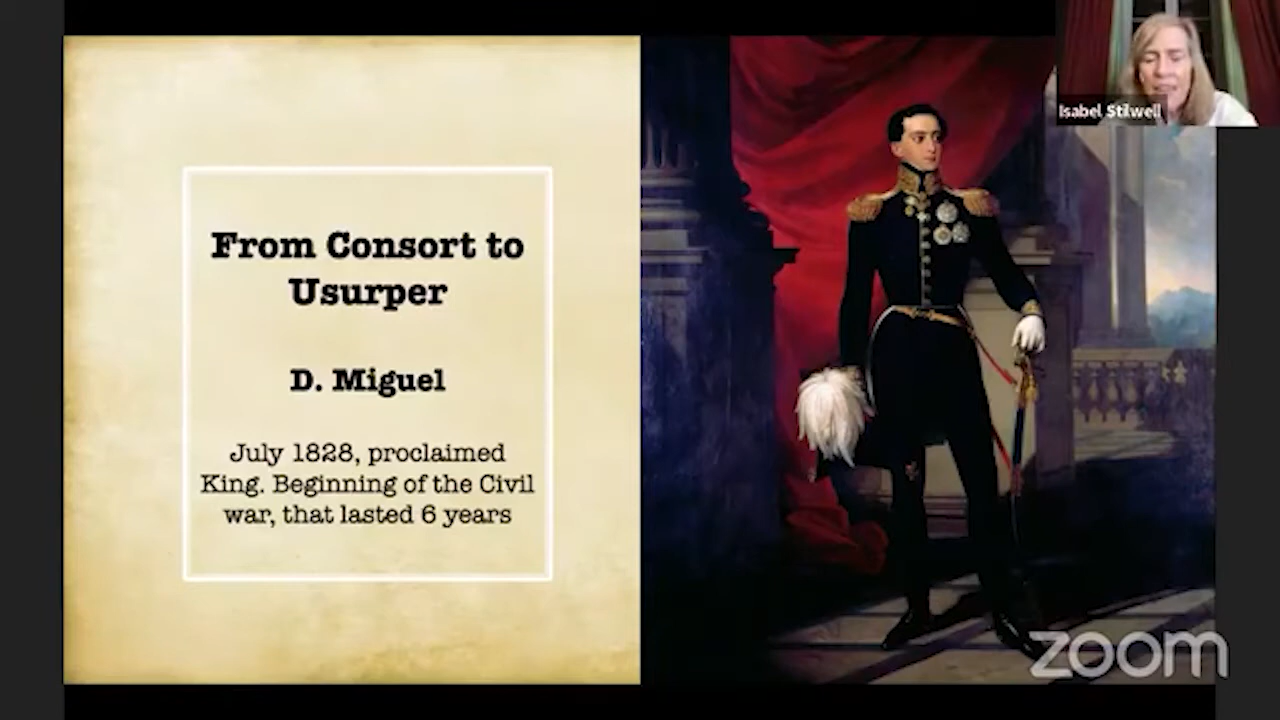 From Consort to
Usurper
D. Miguel
July 1828, proclaimed
King. Beginning of the Civil
war, that lasted 6 years
Isabel Stilwell
zoom